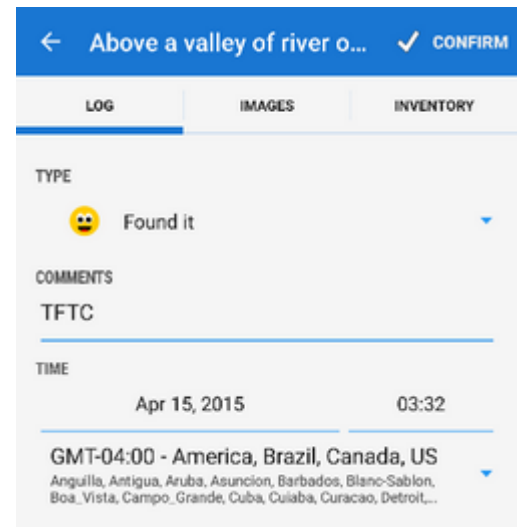 Above a valley of river o... CONFIRM
LOG IMAGES INVENTORY
TYPE
Found it
COMMENTS
TFTC
TIME
Apr 15, 2015 03:32
GMT-04:00 - America, Brazil, Canada, US
Anguilla, Antigua, Aruba, Asuncion, Barbados, Blanc-Sablon,
Boa_Vista, Campo_Grande, Cuba, Cuiaba, Curacao, Detroit,...